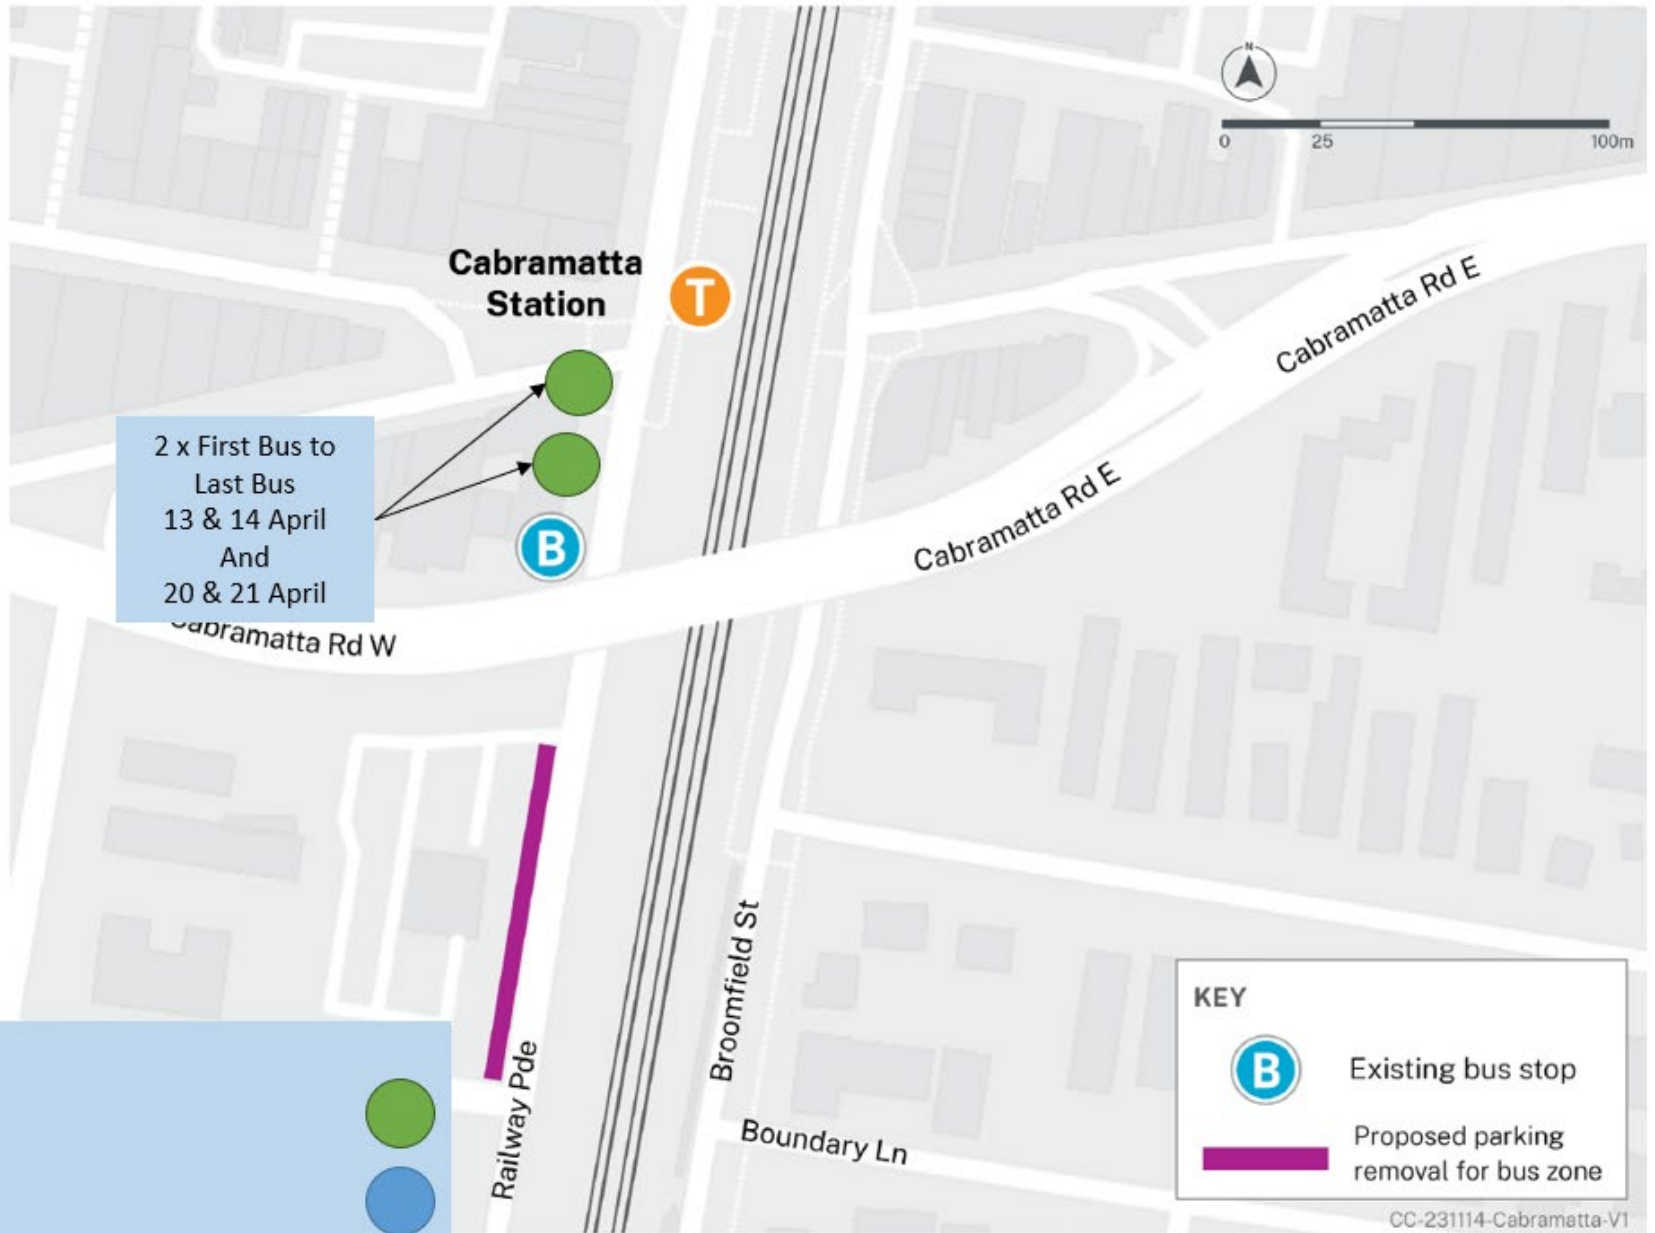 N
0 25 100m
Cabramatta
Station
T
Cabramatta Rd E
2 x First Bus to
Last Bus
13 & 14 April
And
20 & 21 April
B
Cabramatta Rd E
Cabramatta Rd W
Broomfield St
Railway Pde
Boundary Ln
KEY
B Existing bus stop
Proposed parking
removal for bus zone
CC-231114-Cabramatta-V1